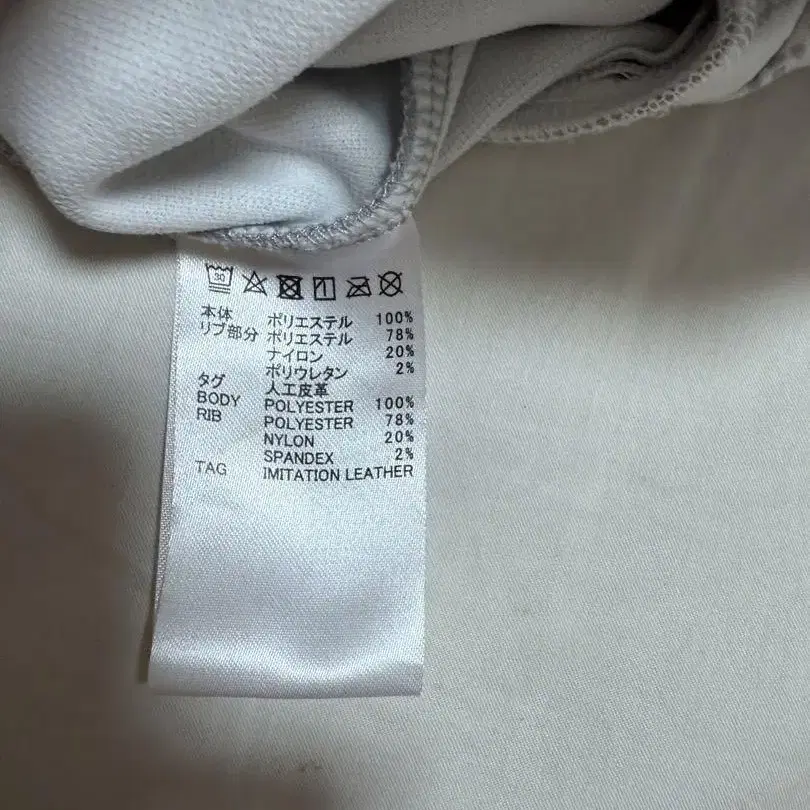 30
本体 ポリエステル 100%
リブ部分 ポリエステル 78%
ナイロン 20%
ポリウレタン 2%
タグ 人工皮革
BODY POLYESTER 100%
RIB POLYESTER 78%
NYLON 20%
SPANDEX 2%
TAG IMITATION LEATHER